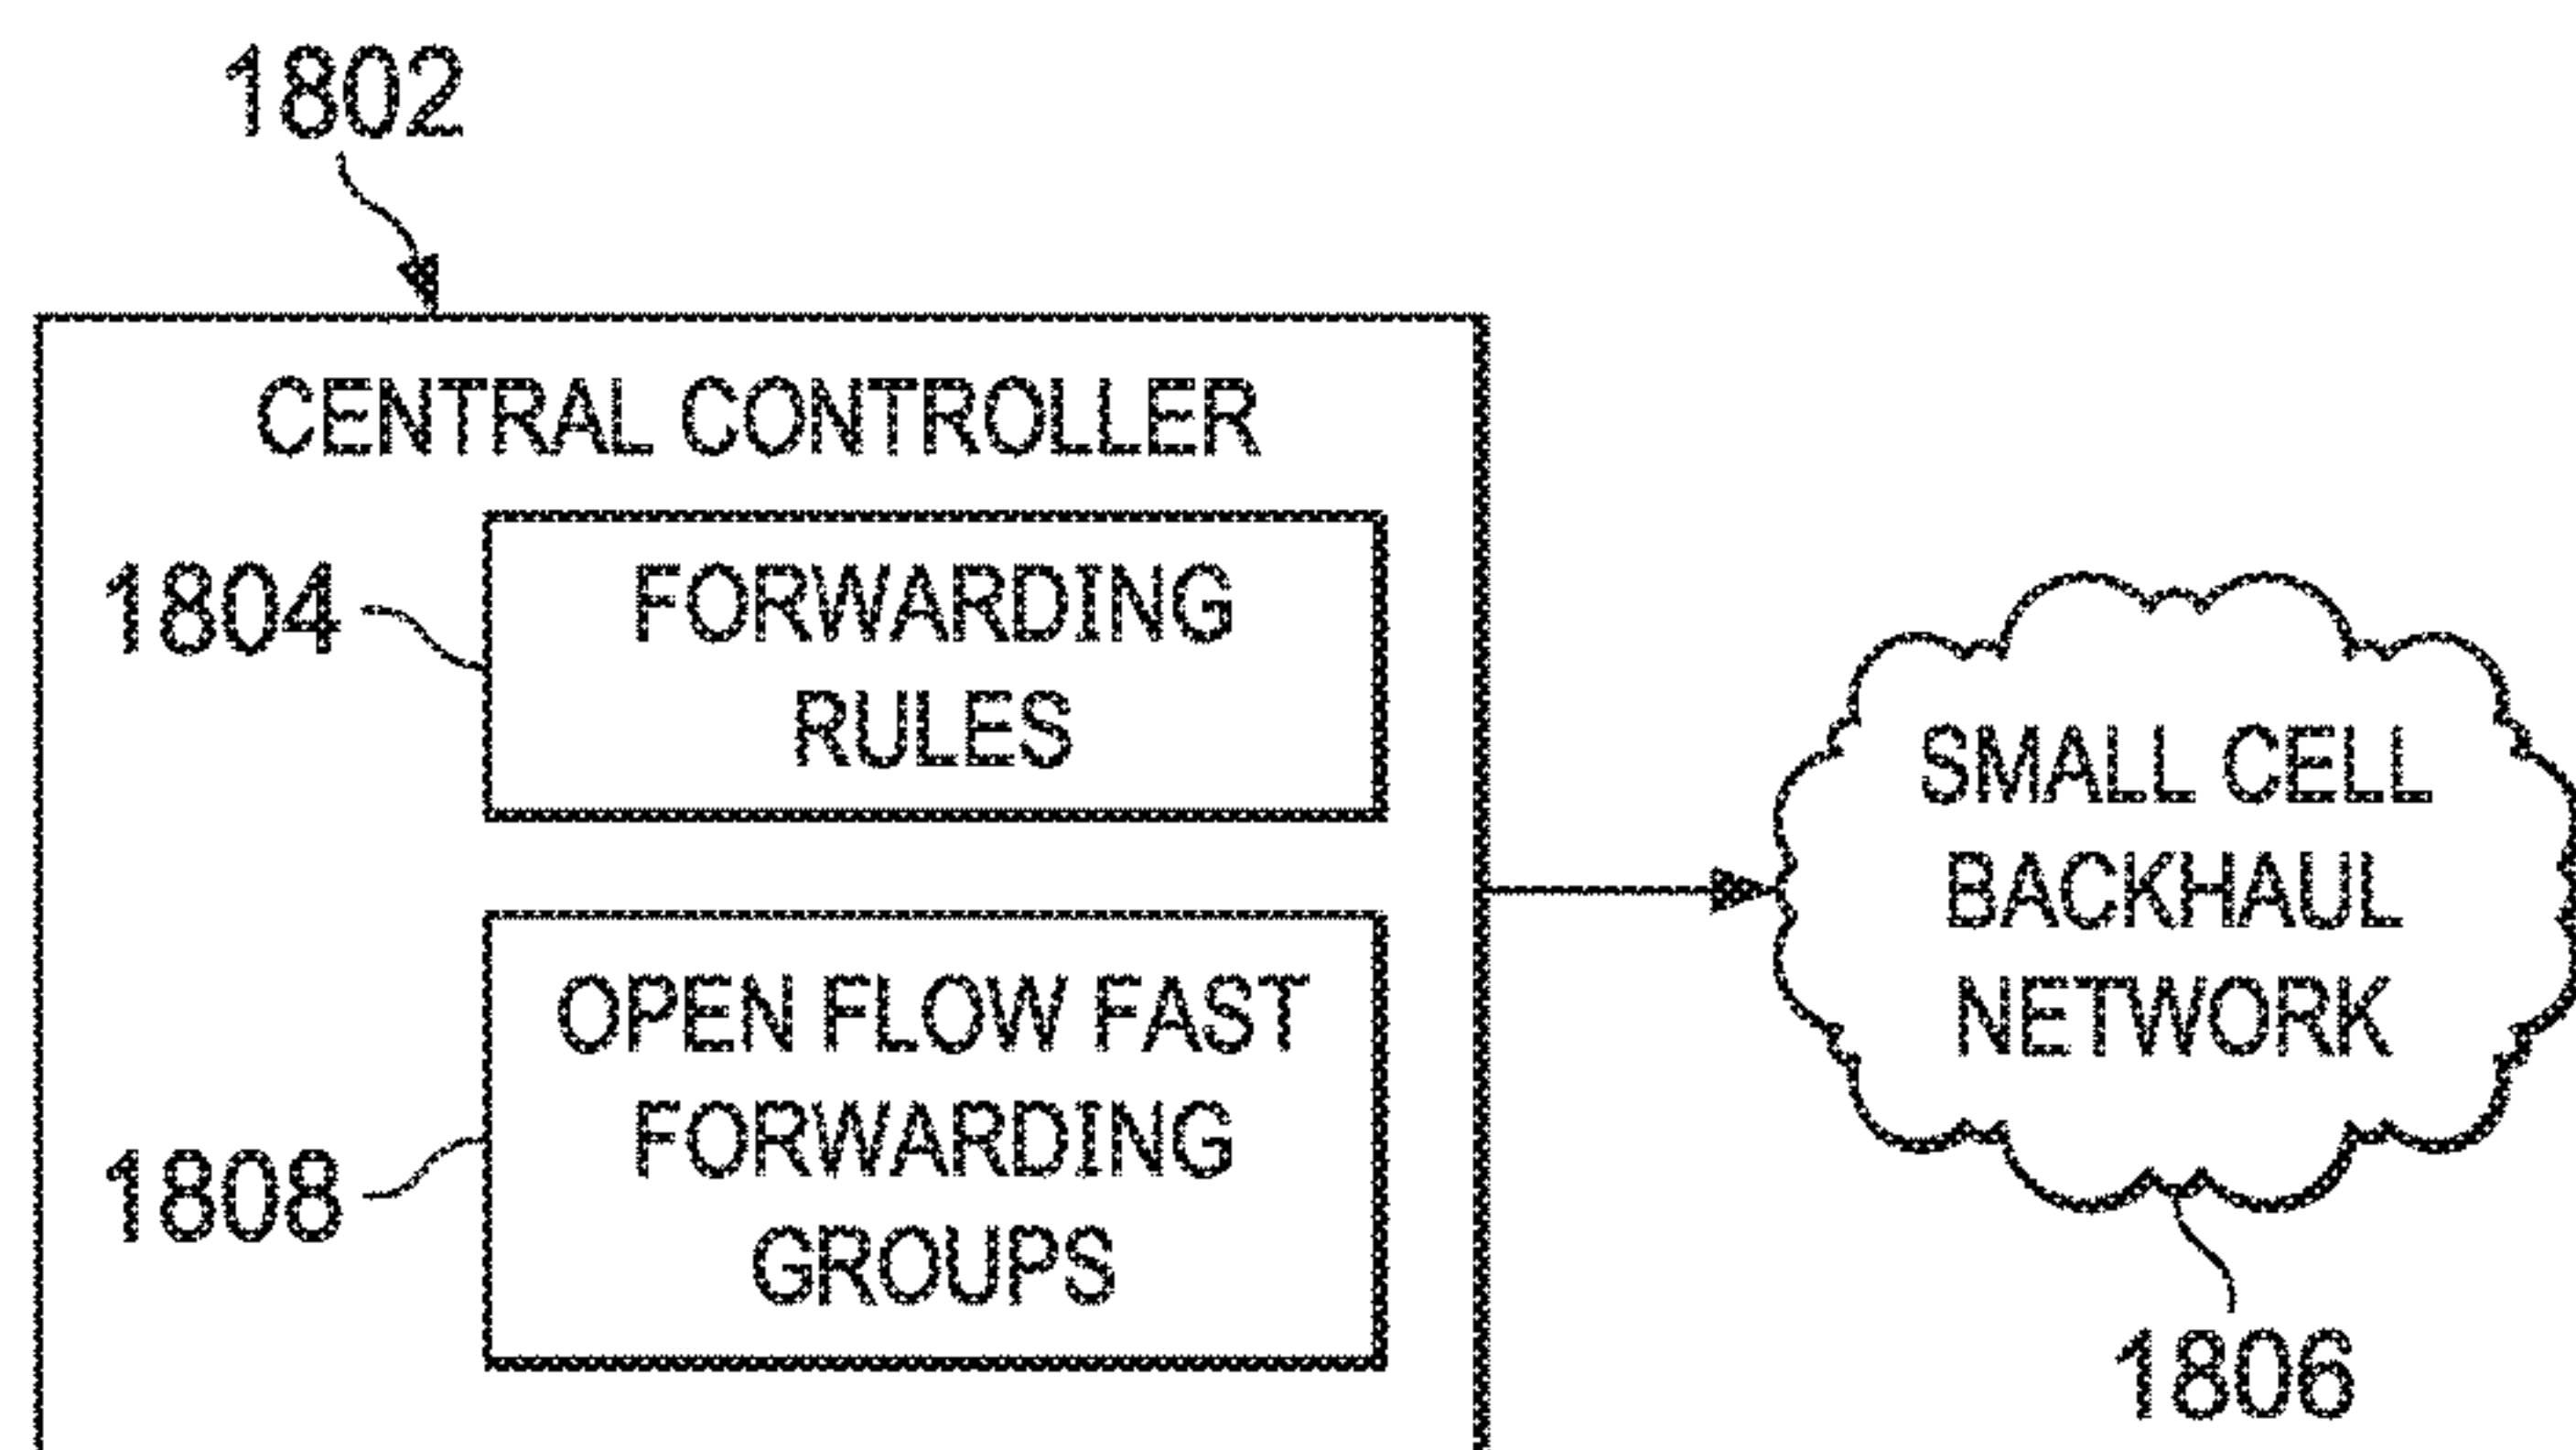 1802
CENTRAL CONTROLLER
1804
FORWARDING
RULES
1808
OPEN FLOW FAST
FORWARDING
GROUPS
SMALL CELL
BACKHAUL
NETWORK
1806